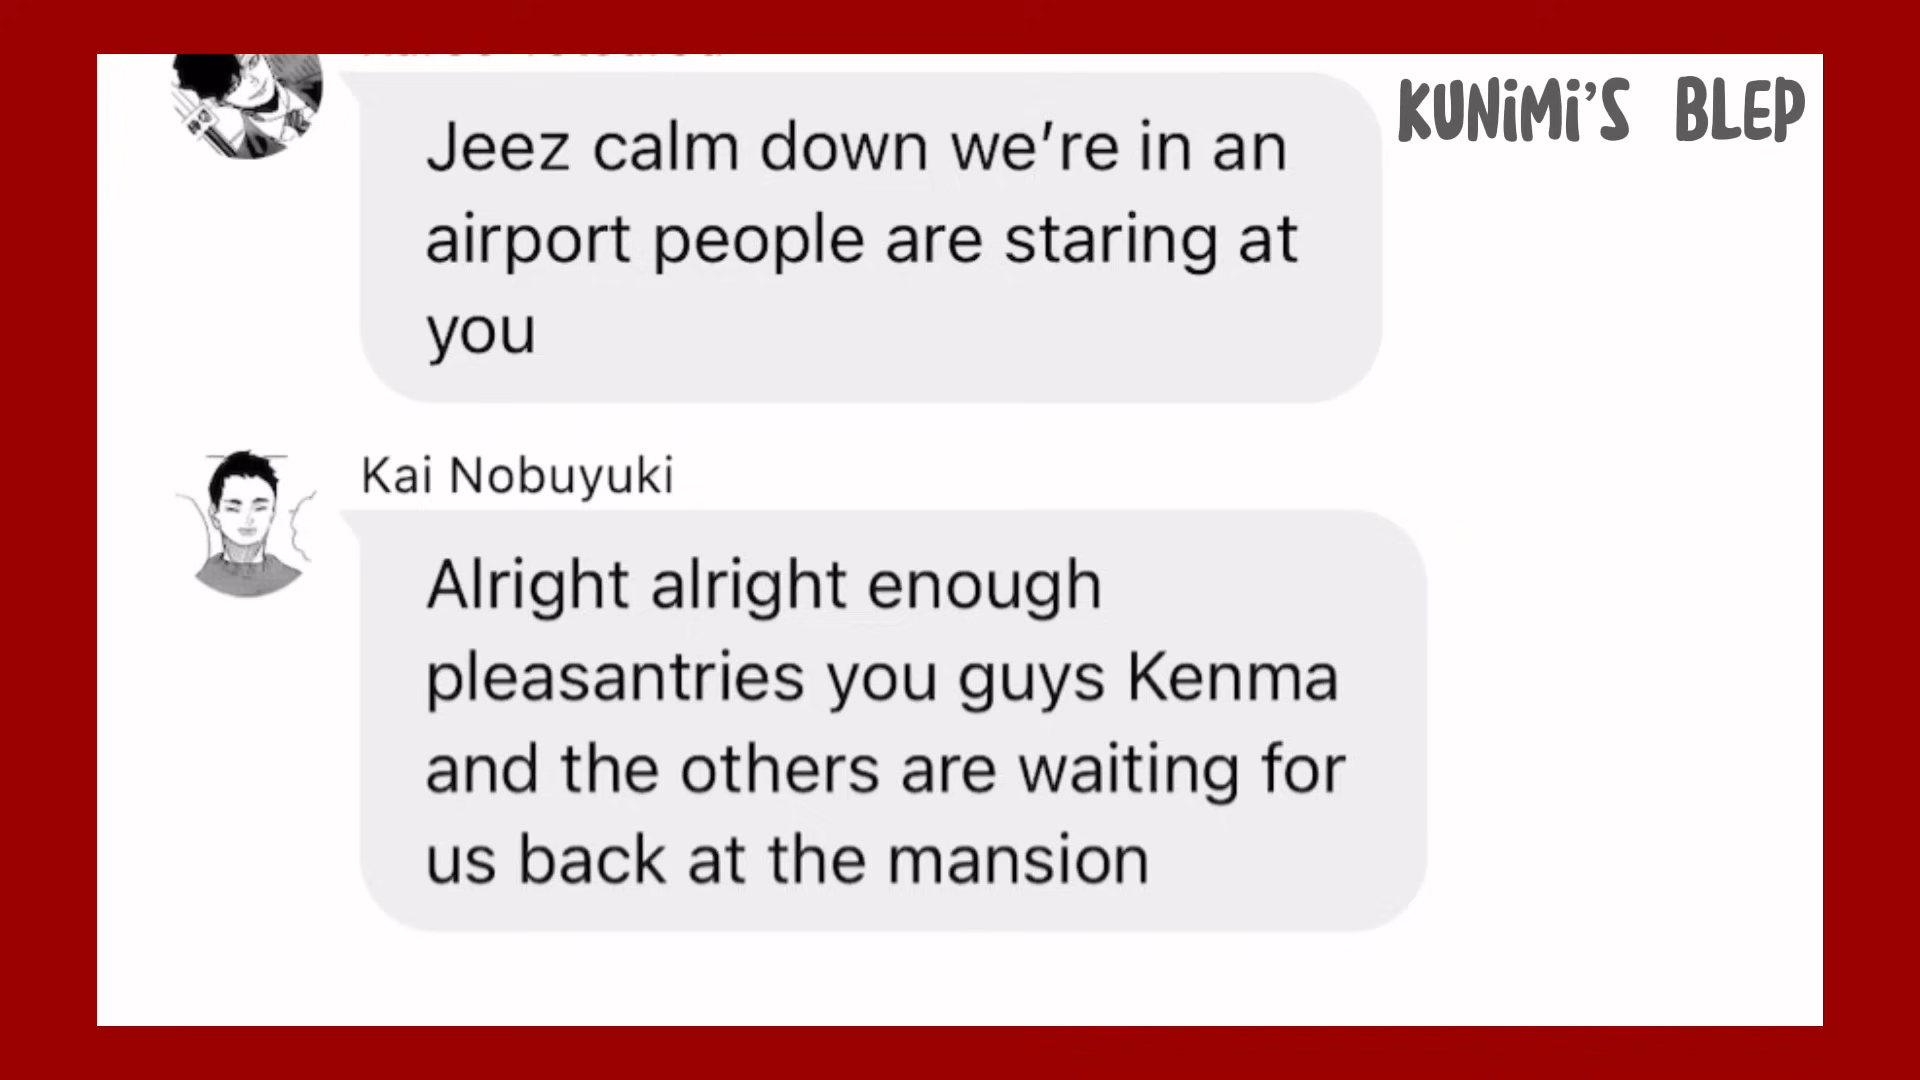 KUNiMi'S BLEP
Jeez calm down we're in an
airport people are staring at
you
Kai Nobuyuki
Alright alright enough
pleasantries you guys Kenma
and the others are waiting for
us back at the mansion